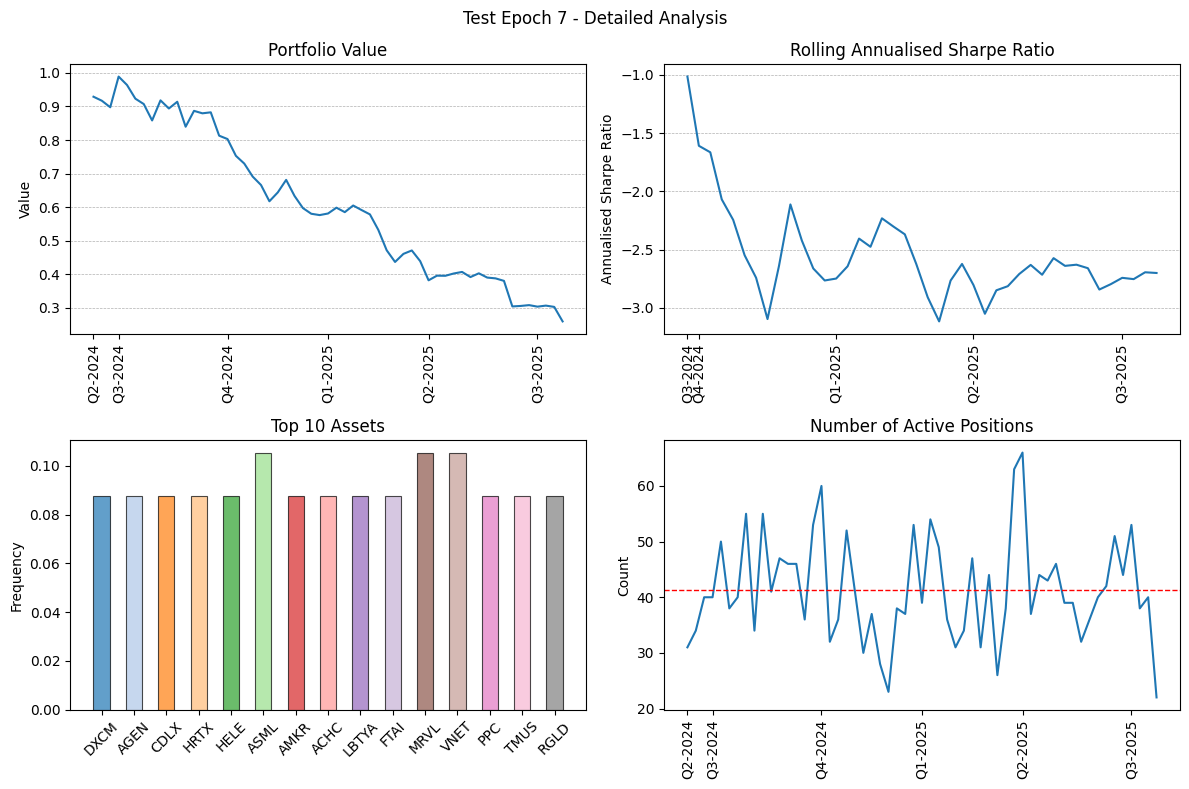 Test Epoch 7 - Detailed Analysis
Portfolio Value
Value
1.0
0.9
0.8
0.7
0.6
0.5
0.4
0.3
Q2-2024
Q3-2024
Q4-2024
Q1-2025
Q2-2025
Q3-2025
Rolling Annualised Sharpe Ratio
Annualised Sharpe Ratio
−1.0
−1.5
−2.0
−2.5
−3.0
Q3-2024
Q4-2024
Q1-2025
Q2-2025
Q3-2025
Top 10 Assets
Frequency
0.10
0.08
0.06
0.04
0.02
0.00
DXCM
AGEN
CDLX
HRTX
HELE
ASML
AMKR
ACHC
LBTYA
FTAI
MRVL
VNET
PPC
TMUS
RGLD
Number of Active Positions
Count
60
50
40
30
20
Q2-2024
Q3-2024
Q4-2024
Q1-2025
Q2-2025
Q3-2025